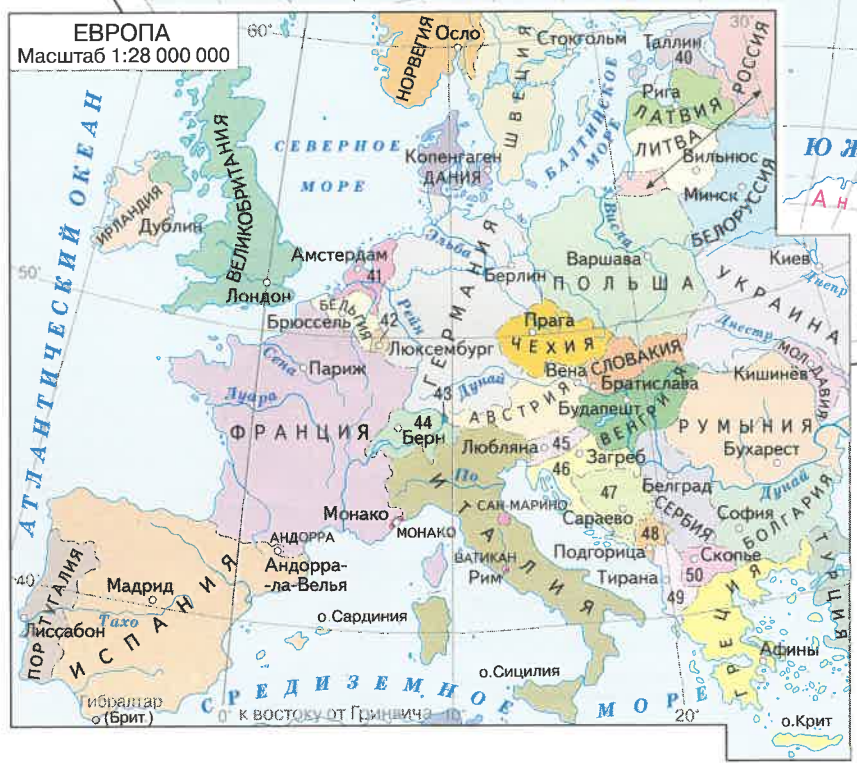 ЕВРОПА
Масштаб 1:28 000 000
60°
30°
НОРВЕГИЯ
Осло
ШВЕЦИЯ
Стокгольм
Таллин
40
РОССИЯ
Рига
ЛАТВИЯ
ЛИТВА
Вильнюс
БАЛТИЙСКОЕ
МОРЕ
СЕВЕРНОЕ
МОРЕ
Копенгаген
ДАНИЯ
Минск
БЕЛОРУССИЯ
Ю Ж
А н
АТЛАНТИЧЕСКИЙ ОКЕАН
ИРЛАНДИЯ
Дублин
ВЕЛИКОБРИТАНИЯ
Лондон
50°
Амстердам
41
Эльба
Берлин
ГЕРМАНИЯ
Висла
Варшава
ПОЛЬША
Киев
Днепр
УКРАИНА
БЕЛЬГИЯ
Брюссель
42
Рейн
Люксембург
Прага
ЧЕХИЯ
Днестр
МОЛДАВИЯ
Кишинёв
Сена
Париж
Луара
ФРАНЦИЯ
43
44
Берн
Дунай
Вена
СЛОВАКИЯ
Братислава
АВСТРИЯ
Будапешт
ВЕНГРИЯ
РУМЫНИЯ
Бухарест
Любляна
45
Загреб
46
По
ИТАЛИЯ
САН-МАРИНО
47
Сараево
Белград
СЕРБИЯ
Дунай
София
БОЛГАРИЯ
Монако
МОНАКО
АНДОРРА
Андорра-
-ла-Велья
ВАТИКАН
Рим
48
Подгорица
Скопье
50
Тирана
49
ТУРЦИЯ
40°
ПОРТУГАЛИЯ
Лиссабон
Мадрид
Тахо
ИСПАНИЯ
о.Сардиния
ГРЕЦИЯ
Афины
о.Сицилия
Гибралтар
(Брит.)
СРЕДИЗЕМНОЕ МОРЕ
0° к востоку от Гринвича 10°
20°
о.Крит